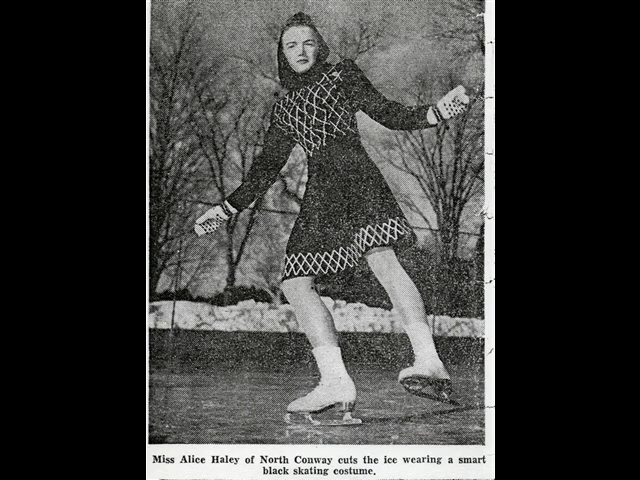 Miss Alice Haley of North Conway cuts the ice wearing a smart
black skating costume.